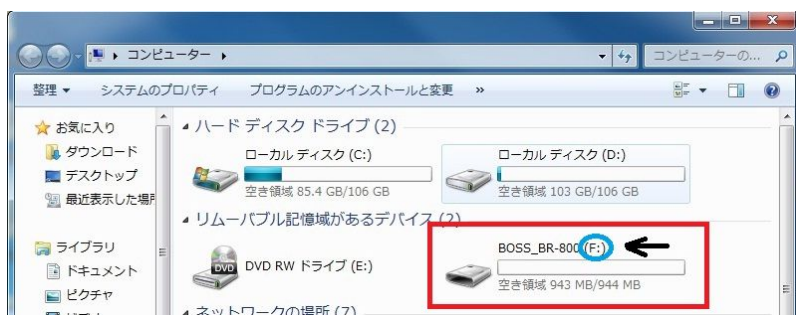 コンピューター
コンピューターの...
整理 システムのプロパティ プログラムのアンインストールと変更 »
お気に入り
ダウンロード
デスクトップ
最近表示した場所
ライブラリ
ドキュメント
ピクチャ
ハード ディスク ドライブ (2)
ローカル ディスク (C:)
空き領域 85.4 GB/106 GB
ローカル ディスク (D:)
空き領域 103 GB/106 GB
リムーバブル記憶域があるデバイス (2)
DVD
DVD RW ドライブ (E:)
BOSS_BR-800 (F:)
空き領域 943 MB/944 MB
ネットワークの場所 (7)